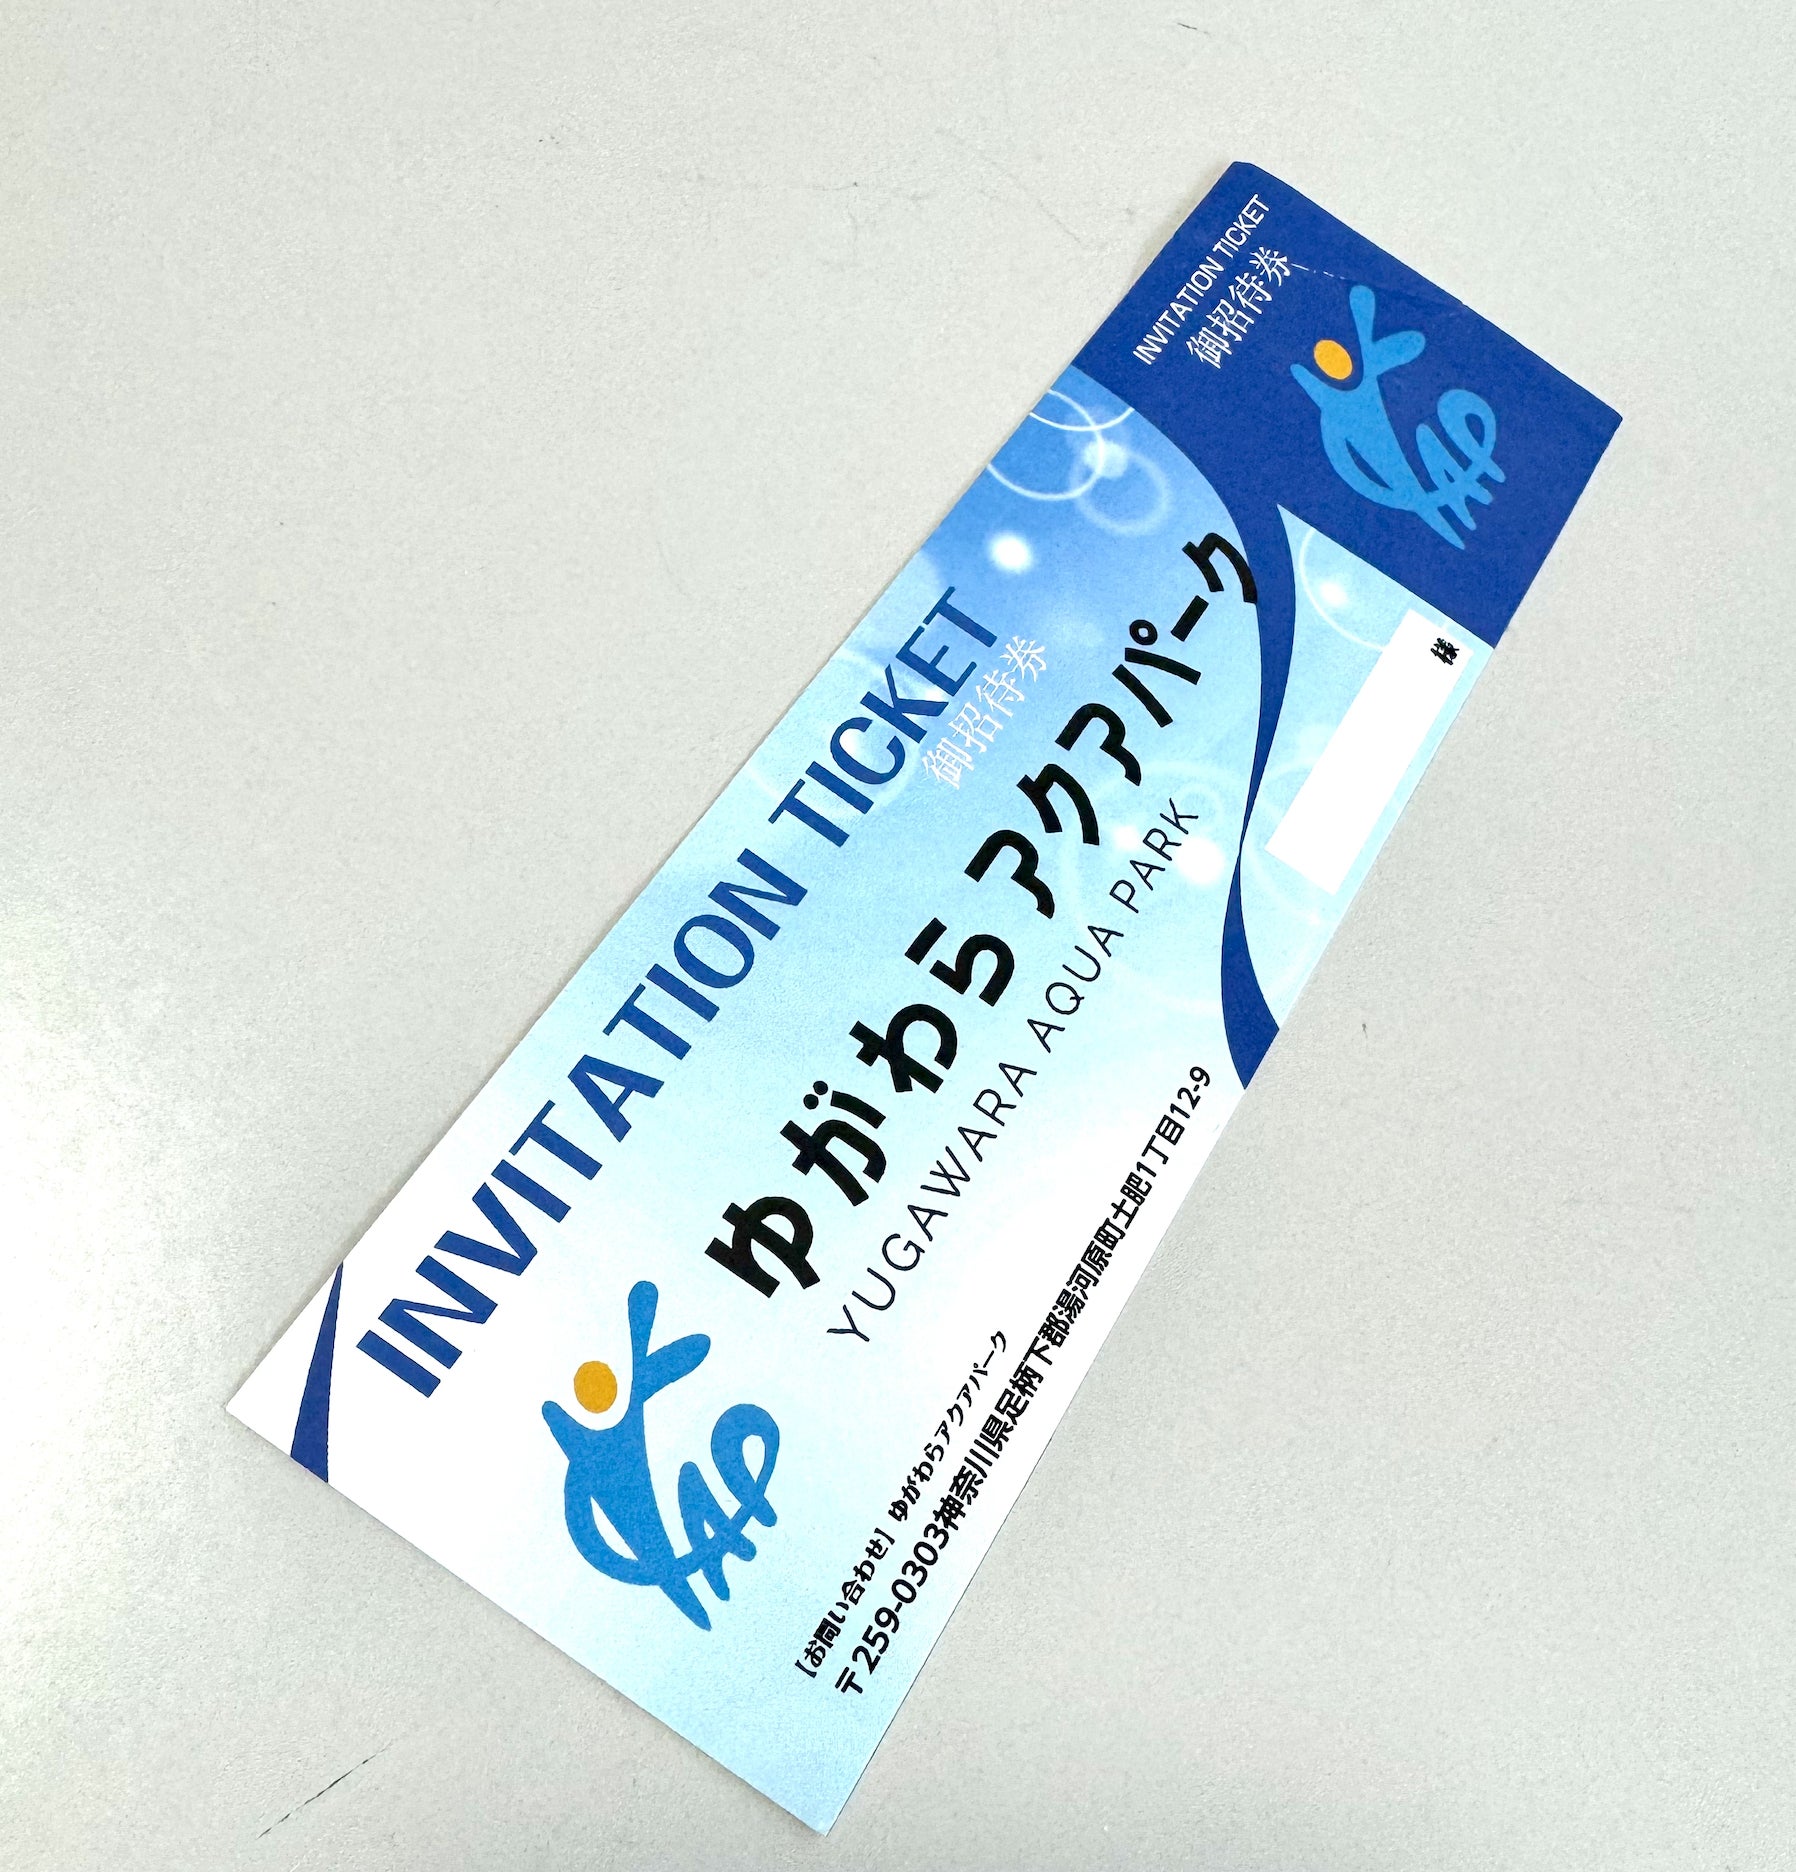 INVITATION TICKET
御招待券
ゆがわらアクアパーク
YUGAWARA AQUA PARK
YAP
【お問い合わせ】ゆがわらアクアパーク
〒259-0303神奈川県足柄下郡湯河原町土肥1丁目12-9
INVITATION TICKET
御招待券
YAP
様